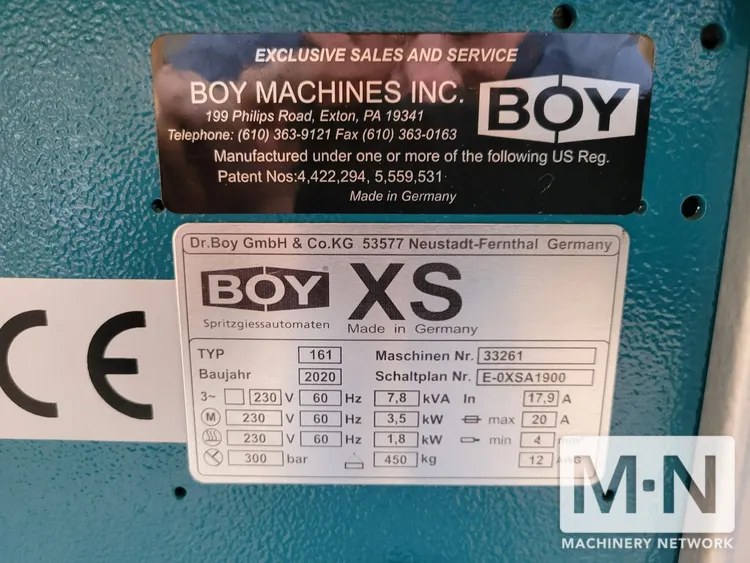 EXCLUSIVE SALES AND SERVICE
BOY MACHINES INC.
199 Philips Road, Exton, PA 19341
Telephone: (610) 363-9121 Fax (610) 363-0163
BOY
Manufactured under one or more of the following US Reg.
Patent Nos:4,422,294, 5,559,531
Made in Germany
Dr.Boy GmbH & Co.KG 53577 Neustadt-Fernthal Germany
BOY XS
Spritzgiessautomaten Made in Germany
CE
TYP 161 Maschinen Nr. 33261
Baujahr 2020 Schaltplan Nr. E-0XSA1900
3~ 230 V 60 Hz 7,8 kVA In 17,9 A
M 230 V 60 Hz 3,5 kW max 20 A
230 V 60 Hz 1,8 kW min 4 mm²
300 bar 450 kg 12 AWG
M·N
MACHINERY NETWORK